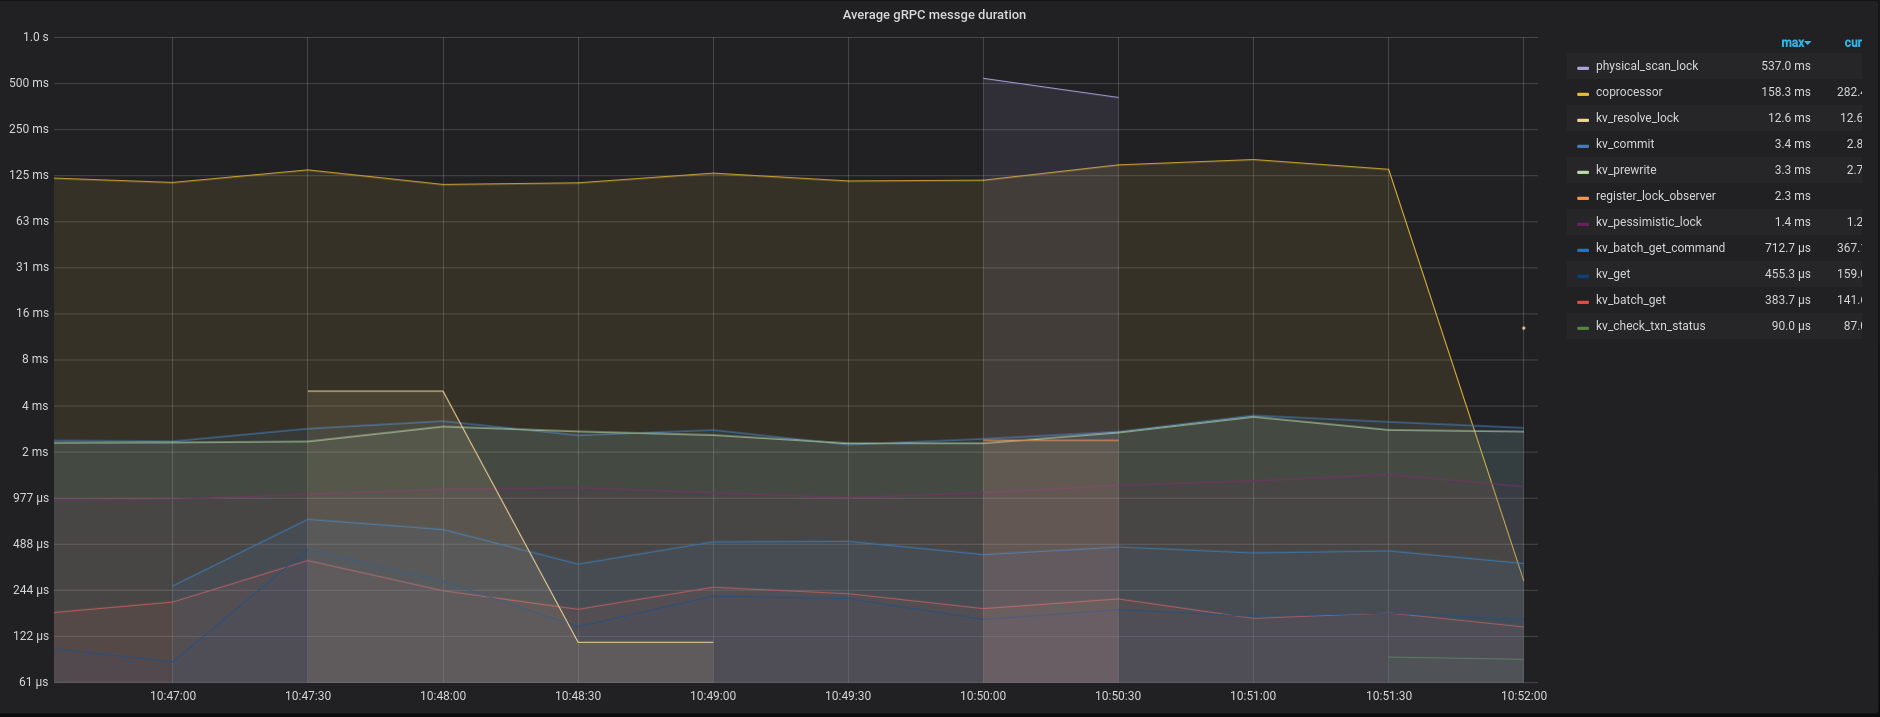 Average gRPC messge duration
1.0 s
500 ms
250 ms
125 ms
63 ms
31 ms
16 ms
8 ms
4 ms
2 ms
977 µs
488 µs
244 µs
122 µs
61 µs
10:47:00 10:47:30 10:48:00 10:48:30 10:49:00 10:49:30 10:50:00 10:50:30 10:51:00 10:51:30 10:52:00
max cur
physical_scan_lock 537.0 ms
coprocessor 158.3 ms 282.
kv_resolve_lock 12.6 ms 12.6
kv_commit 3.4 ms 2.8
kv_prewrite 3.3 ms 2.7
register_lock_observer 2.3 ms
kv_pessimistic_lock 1.4 ms 1.2
kv_batch_get_command 712.7 µs 367.
kv_get 455.3 µs 159.
kv_batch_get 383.7 µs 141.
kv_check_txn_status 90.0 µs 87.